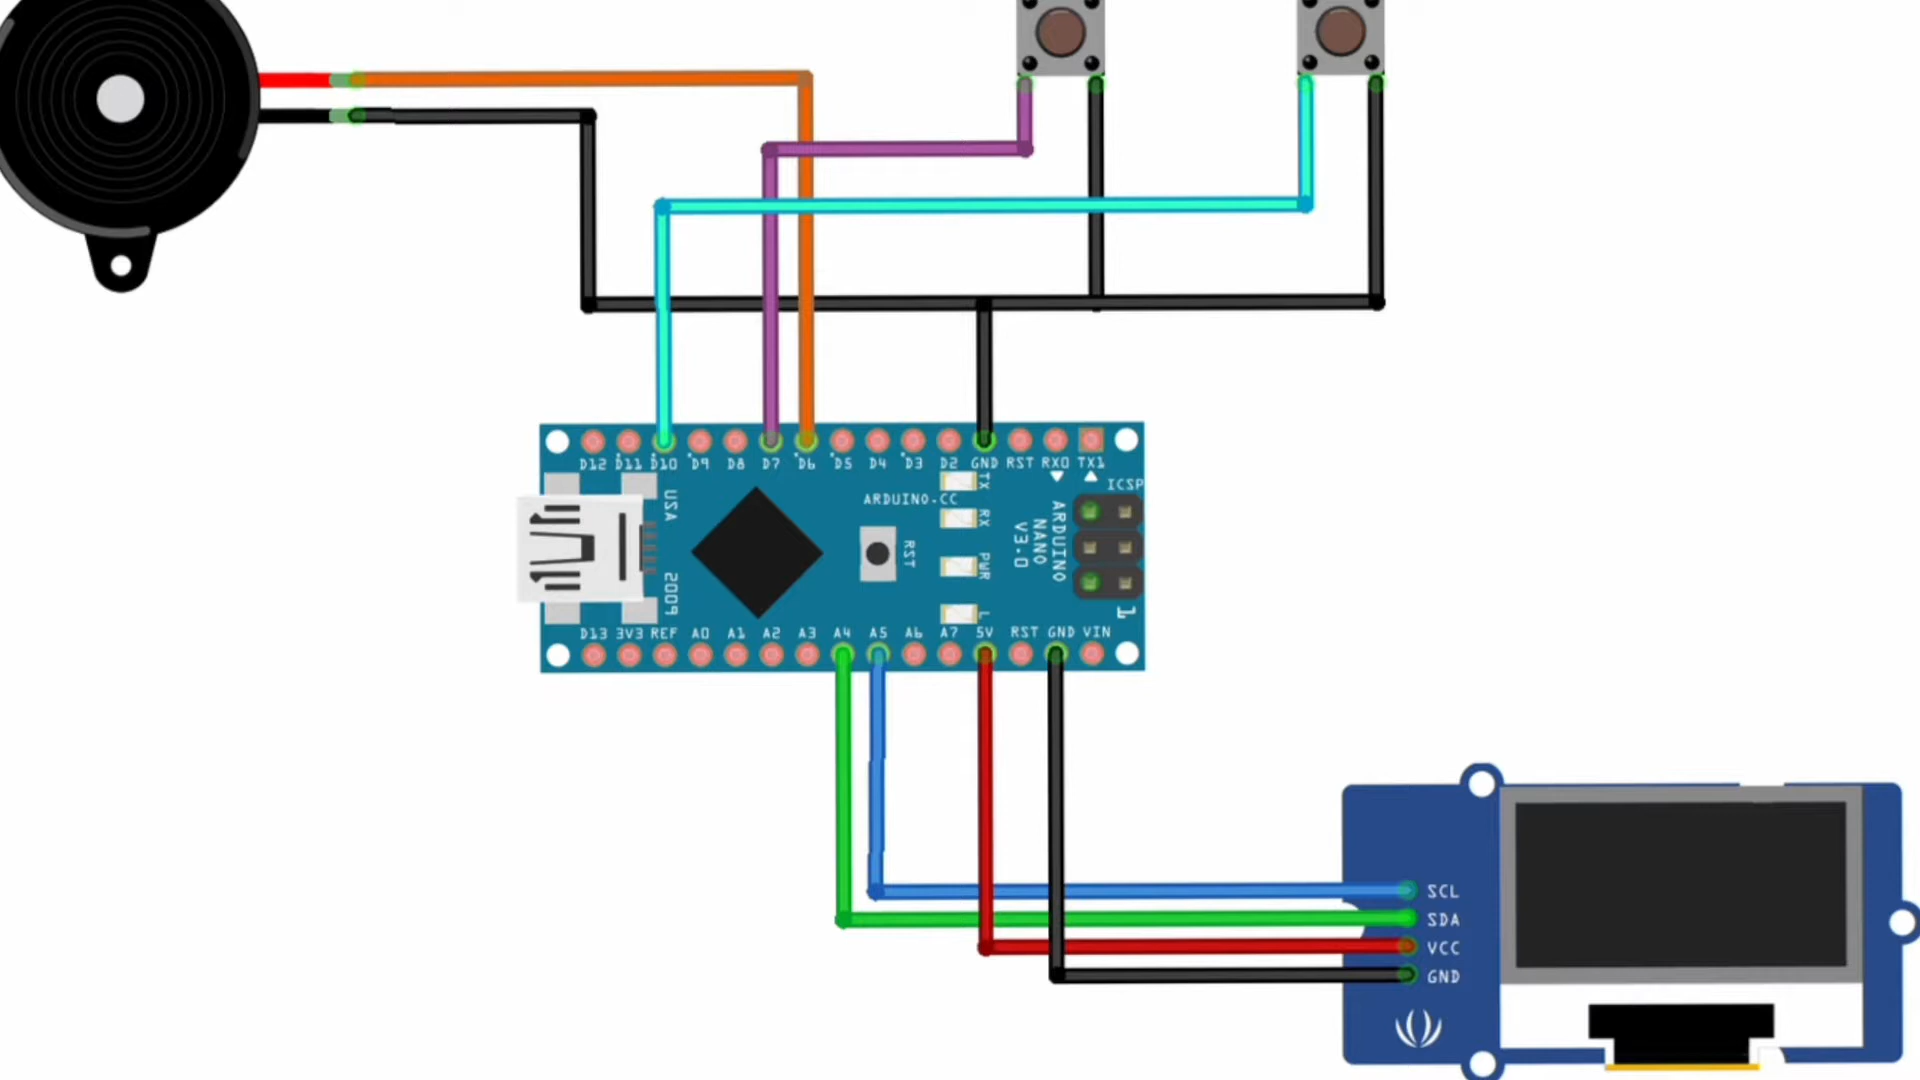 D12 D11 D10 D9 D8 D7 D6 D5 D4 D3 D2 GND RST RX0 TX1
ICSP
TX
ARDUINO.CC
RX
USA
ARDUINO
NANO
V3.0
RST
PWR
2009
L
1
D13 3V3 REF A0 A1 A2 A3 A4 A5 A6 A7 5V RST GND VIN
SCL
SDA
VCC
GND